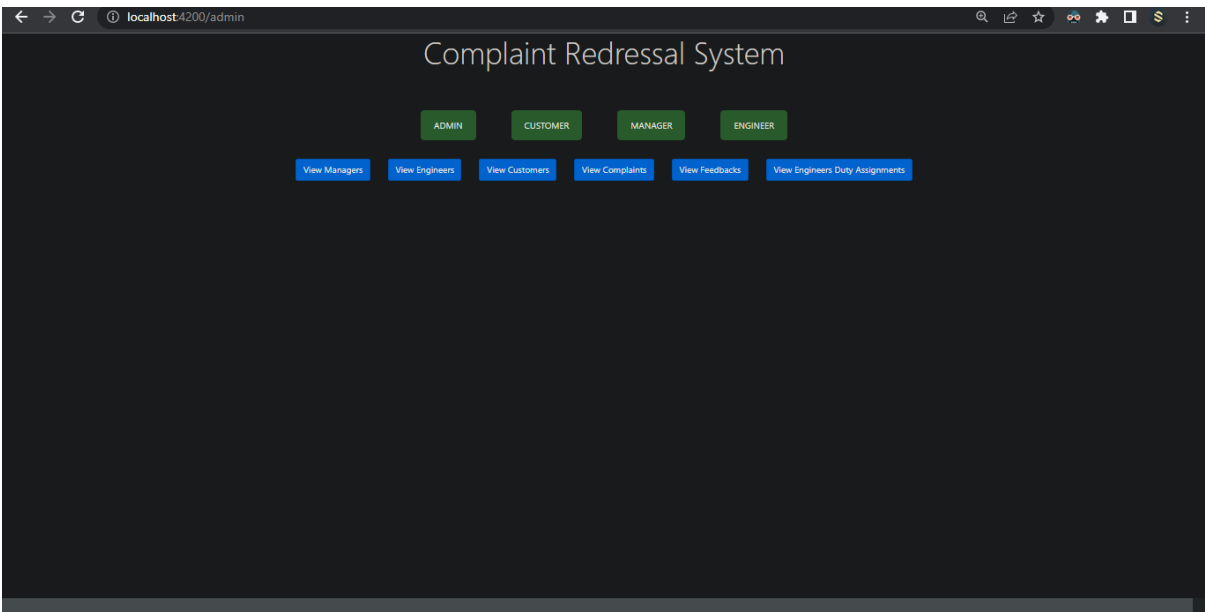 localhost:4200/admin
Complaint Redressal System
ADMIN CUSTOMER MANAGER ENGINEER
View Managers View Engineers View Customers View Complaints View Feedbacks View Engineers Duty Assignments